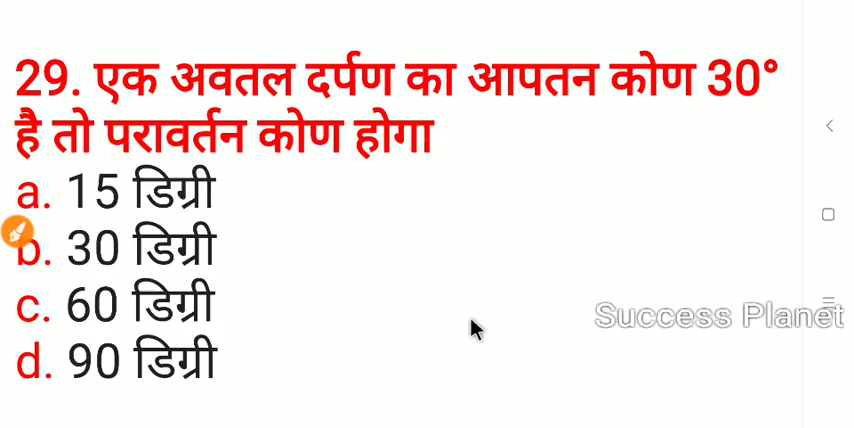 29. एक अवतल दर्पण का आपतन कोण 30°
है तो परावर्तन कोण होगा
a. 15 डिग्री
b. 30 डिग्री
c. 60 डिग्री
d. 90 डिग्री
Success Planet